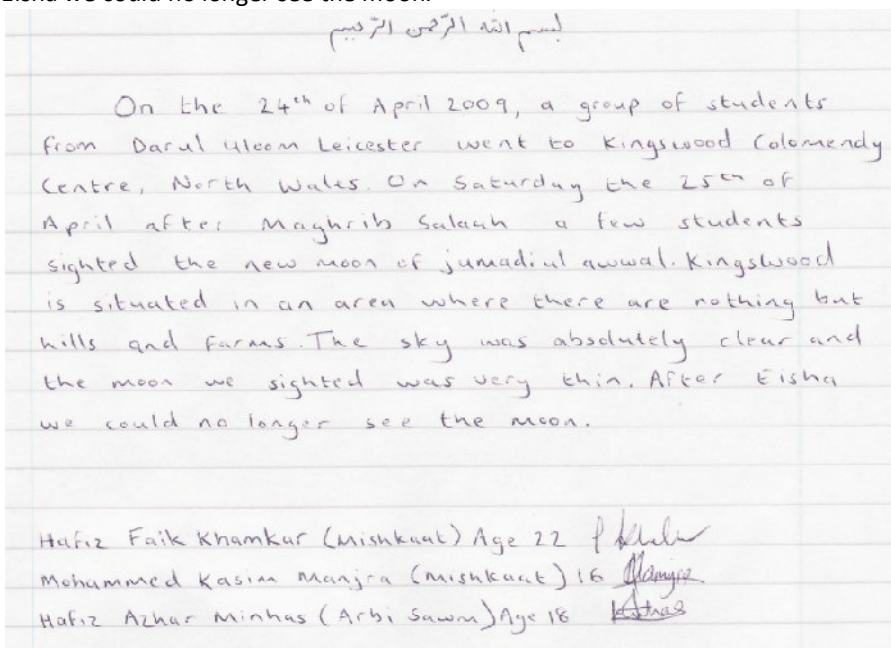 Eisha we could no longer see the moon.
بسم الله الرحمن الرحيم
On the 24th of April 2009, a group of students
from Darul Uloom Leicester went to Kingswood Colomendy
Centre, North Wales. On Saturday the 25th of
April after Maghrib Salaah a few students
sighted the new moon of jumadiul awwal. Kingswood
is situated in an area where there are nothing but
hills and farms. The sky was absolutely clear and
the moon we sighted was very thin. After Eisha
we could no longer see the moon.
Hafiz Faik Khamkar (Mishkaat) Age 22
Mohammed Kasim Manjra (Mishkaat) 16 Manjra
Hafiz Azhar Minhas (Arbi Sawm) Age 18